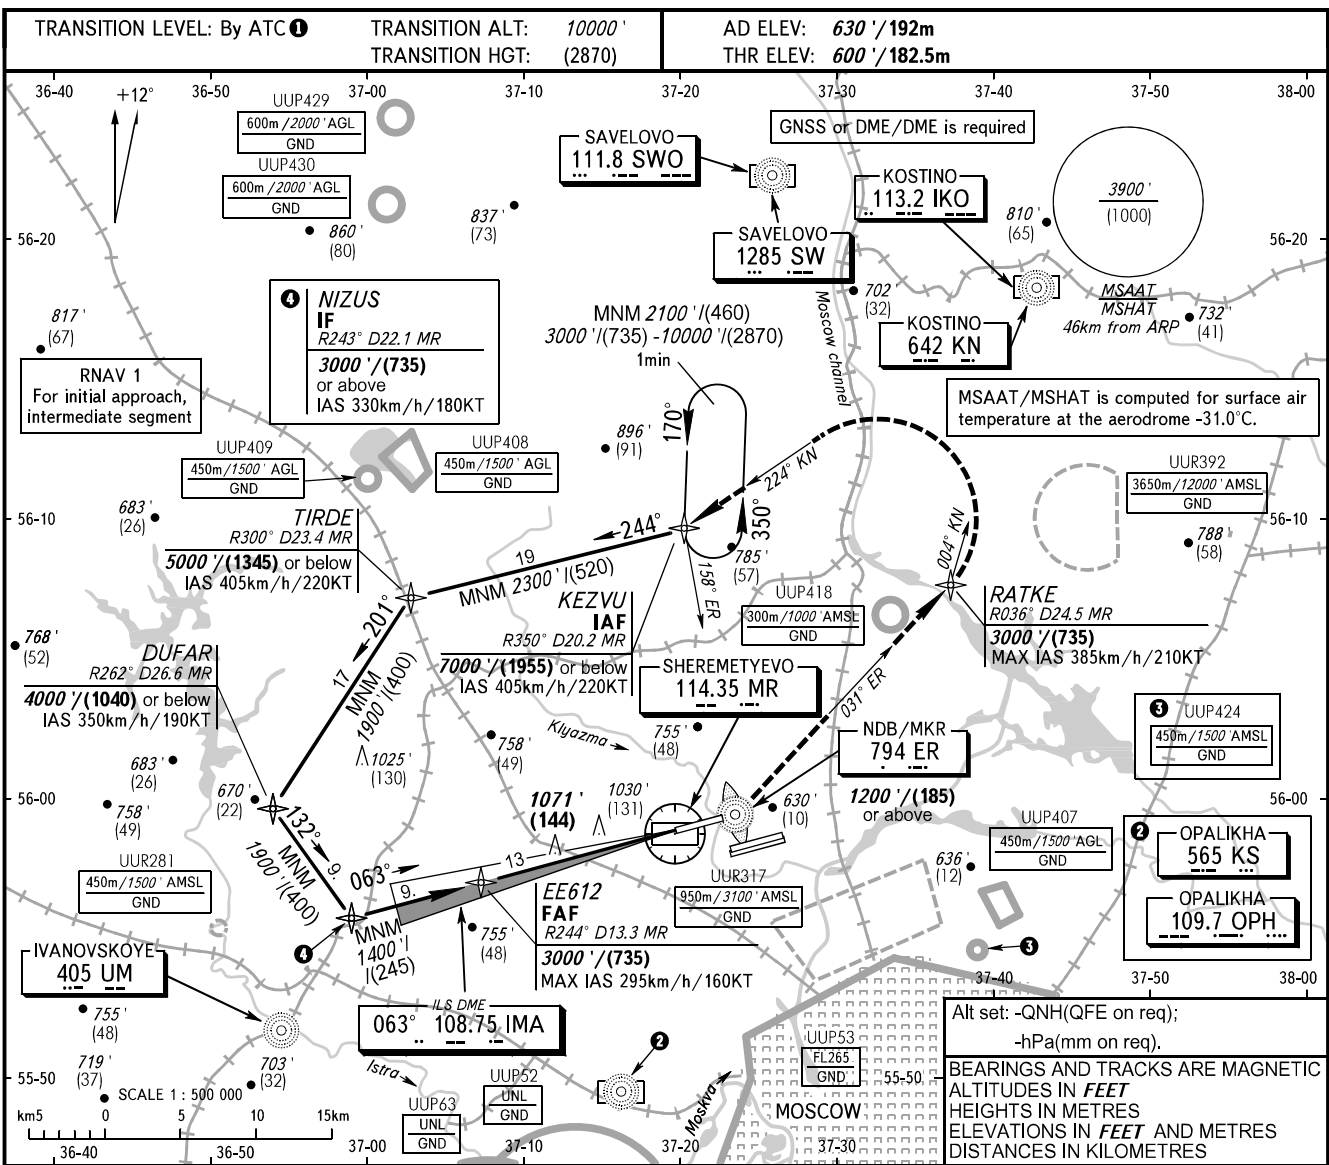 TRANSITION LEVEL: By ATC ❶
TRANSITION ALT: 10000 '
TRANSITION HGT: (2870)
AD ELEV: 630 '/192m
THR ELEV: 600 '/182.5m
36-40 36-50 37-00 37-10 37-20 37-30 37-40 37-50 38-00
+12°
UUP429
600m/2000 ' AGL
GND
UUP430
600m/2000 ' AGL
GND
860 '
(80)
837 '
(73)
SAVELOVO
111.8 SWO
SAVELOVO
1285 SW
GNSS or DME/DME is required
KOSTINO
113.2 IKO
KOSTINO
642 KN
810 '
(65)
3900 '
(1000)
MSAAT
MSHAT
46km from ARP
56-20
56-20
702
(32)
732 '
(41)
817 '
(67)
RNAV 1
For initial approach,
intermediate segment
❹ NIZUS
IF
R243° D22.1 MR
3000 '/(735)
or above
IAS 330km/h/180KT
MNM 2100 '/(460)
3000 '/(735) -10000 '/(2870)
1min
Moscow channel
MSAAT/MSHAT is computed for surface air
temperature at the aerodrome -31.0°C.
UUP409
450m/1500 ' AGL
GND
UUP408
450m/1500 ' AGL
GND
896 '
(91)
170°
350°
224° KN
004° KN
UUR392
3650m/12000 ' AMSL
GND
683 '
(26)
56-10
56-10
788 '
(58)
TIRDE
R300° D23.4 MR
5000 '/(1345) or below
IAS 405km/h/220KT
244°
19
MNM 2300 '/(520)
785 '
(57)
158° ER
KEZVU
IAF
R350° D20.2 MR
7000 '/(1955) or below
IAS 405km/h/220KT
UUP418
300m/1000 ' AMSL
GND
RATKE
R036° D24.5 MR
3000 '/(735)
MAX IAS 385km/h/210KT
768 '
(52)
DUFAR
R262° D26.6 MR
4000 '/(1040) or below
IAS 350km/h/190KT
201°
17
MNM
1900 '/(400)
SHEREMETYEVO
114.35 MR
031° ER
755 '
(48)
Klyazma
NDB/MKR
794 ER
1200 '/(185)
or above
❸ UUP424
450m/1500 ' AMSL
GND
683 '
(26)
1025 '
(130)
758 '
(49)
56-00
56-00
758 '
(49)
670 '
(22)
1071 '
(144)
1030 '
(131)
630 '
(10)
UUP407
450m/1500 ' AGL
GND
636 '
(12)
❷ OPALIKHA
565 KS
OPALIKHA
109.7 OPH
132°
9.
MNM
1900 '/(400)
063°
9.
13
UUR281
450m/1500 ' AMSL
GND
UUR317
950m/3100 ' AMSL
GND
EE612
FAF
R244° D13.3 MR
3000 '/(735)
MAX IAS 295km/h/160KT
MNM
1400 '/
/(245)
755 '
(48)
❹
❸
IVANOVSKOYE
405 UM
755 '
(48)
ILS DME
063° 108.75 IMA
719 '
(37)
703 '
(32)
Istra
❷
Moskva
UUP53
FL265
GND
MOSCOW
37-40 37-50 38-00
Alt set: -QNH(QFE on req);
-hPa(mm on req).
55-50
55-50
BEARINGS AND TRACKS ARE MAGNETIC
ALTITUDES IN FEET
HEIGHTS IN METRES
ELEVATIONS IN FEET AND METRES
DISTANCES IN KILOMETRES
SCALE 1 : 500 000
km5 0 5 10 15km
UUP63
UNL
GND
UUP52
UNL
GND
36-40 36-50 37-00 37-10 37-20 37-30